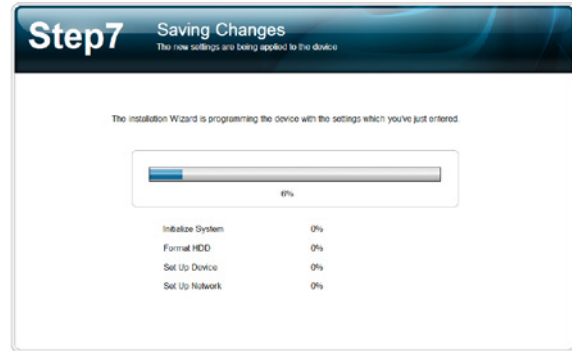 Step7
Saving Changes
The new settings are being applied to the device
The installation Wizard is programming the device with the settings which you've just entered.
6%
Initialize System 0%
Format HDD 0%
Set Up Device 0%
Set Up Network 0%